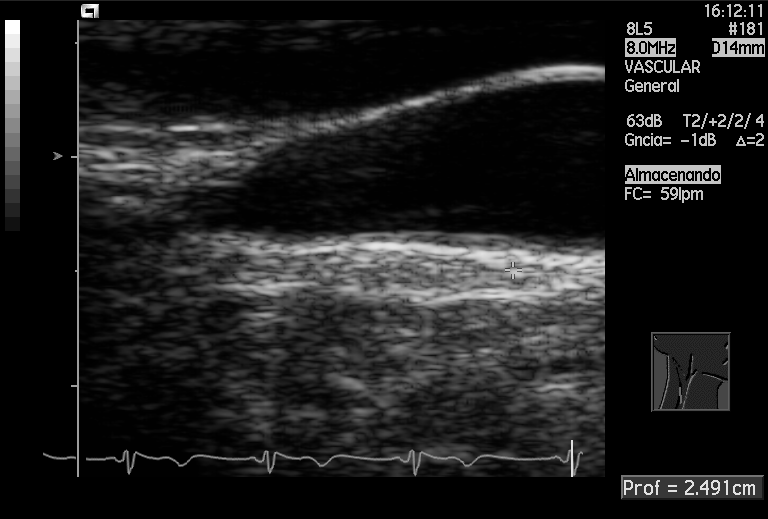 16:12:11
8L5 #181
8.0MHz D14mm
VASCULAR
General
63dB T2/+2/2/ 4
Gncia= -1dB Δ=2
Almacenando
FC= 59lpm
Prof = 2.491cm